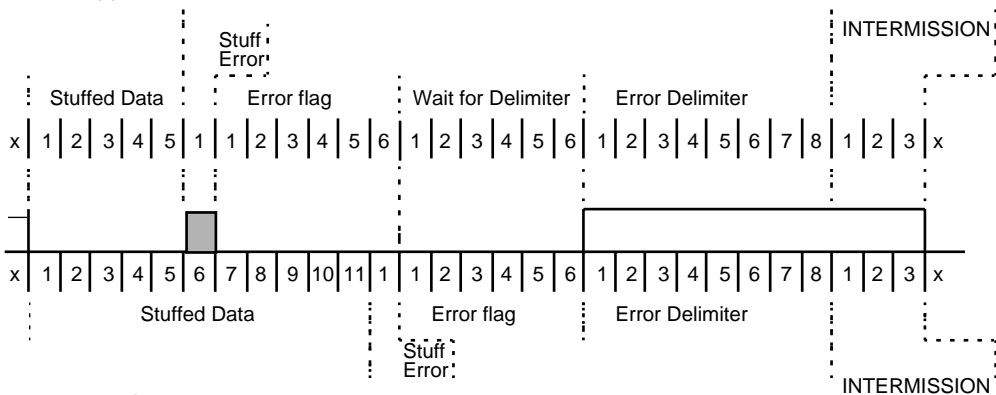 INTERMISSION
Stuff
Error
Stuffed Data Error flag Wait for Delimiter Error Delimiter
x 1 2 3 4 5 1 1 2 3 4 5 6 1 2 3 4 5 6 1 2 3 4 5 6 7 8 1 2 3 x
x 1 2 3 4 5 6 7 8 9 10 11 1 1 2 3 4 5 6 1 2 3 4 5 6 7 8 1 2 3 x
Stuffed Data Error flag Error Delimiter
Stuff
Error
INTERMISSION